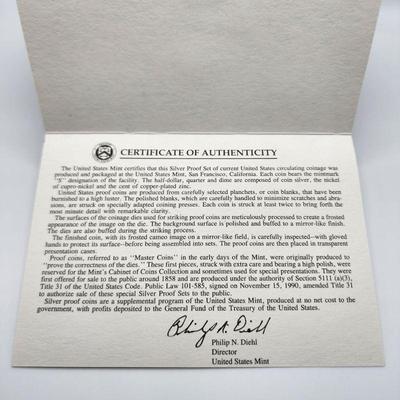 CERTIFICATE OF AUTHENTICITY
The United States Mint certifies that this Silver Proof Set of current United States circulating coinage was
produced and packaged at the United States Mint, San Francisco, California. Each coin bears the mintmark
"S" designation of the facility. The half-dollar, quarter and dime are composed of coin silver, the nickel
of cupro-nickel and the cent of copper-plated zinc.
United States proof coins are produced from carefully selected planchets, or coin blanks, that have been
burnished to a high luster. The polished blanks, which are carefully handled to minimize scratches and abra-
sions, are struck on specially adapted coining presses. Each coin is struck at least twice to bring forth the
most minute detail with remarkable clarity.
The surfaces of the coinage dies used for striking proof coins are meticulously processed to create a frosted
appearance of the image on the die. The background surface is polished and buffed to a mirror-like finish.
The dies are also buffed during the striking process.
The finished coin, with its frosted cameo image on a mirror-like field, is carefully inspected--with gloved
hands to protect its surface--before being assembled into sets. The proof coins are then placed in transparent
presentation cases.
Proof coins, referred to as "Master Coins" in the early days of the Mint, were originally produced to
"prove the correctness of the dies." These first pieces, struck with extra care and bearing a high polish, were
reserved for the Mint's Cabinet of Coins Collection and sometimes used for special presentations. They were
first offered for sale to the public around 1858 and are produced under the authority of Section 5111 (a)(3),
Title 31 of the United States Code. Public Law 101-585, signed on November 15, 1990, amended Title 31
to authorize sale of these special Silver Proof Sets to the public.
Silver proof coins are a supplemental program of the United States Mint, produced at no net cost to the
government, with profits deposited to the General Fund of the Treasury of the United States.
Philip N. Diehl
Philip N. Diehl
Director
United States Mint